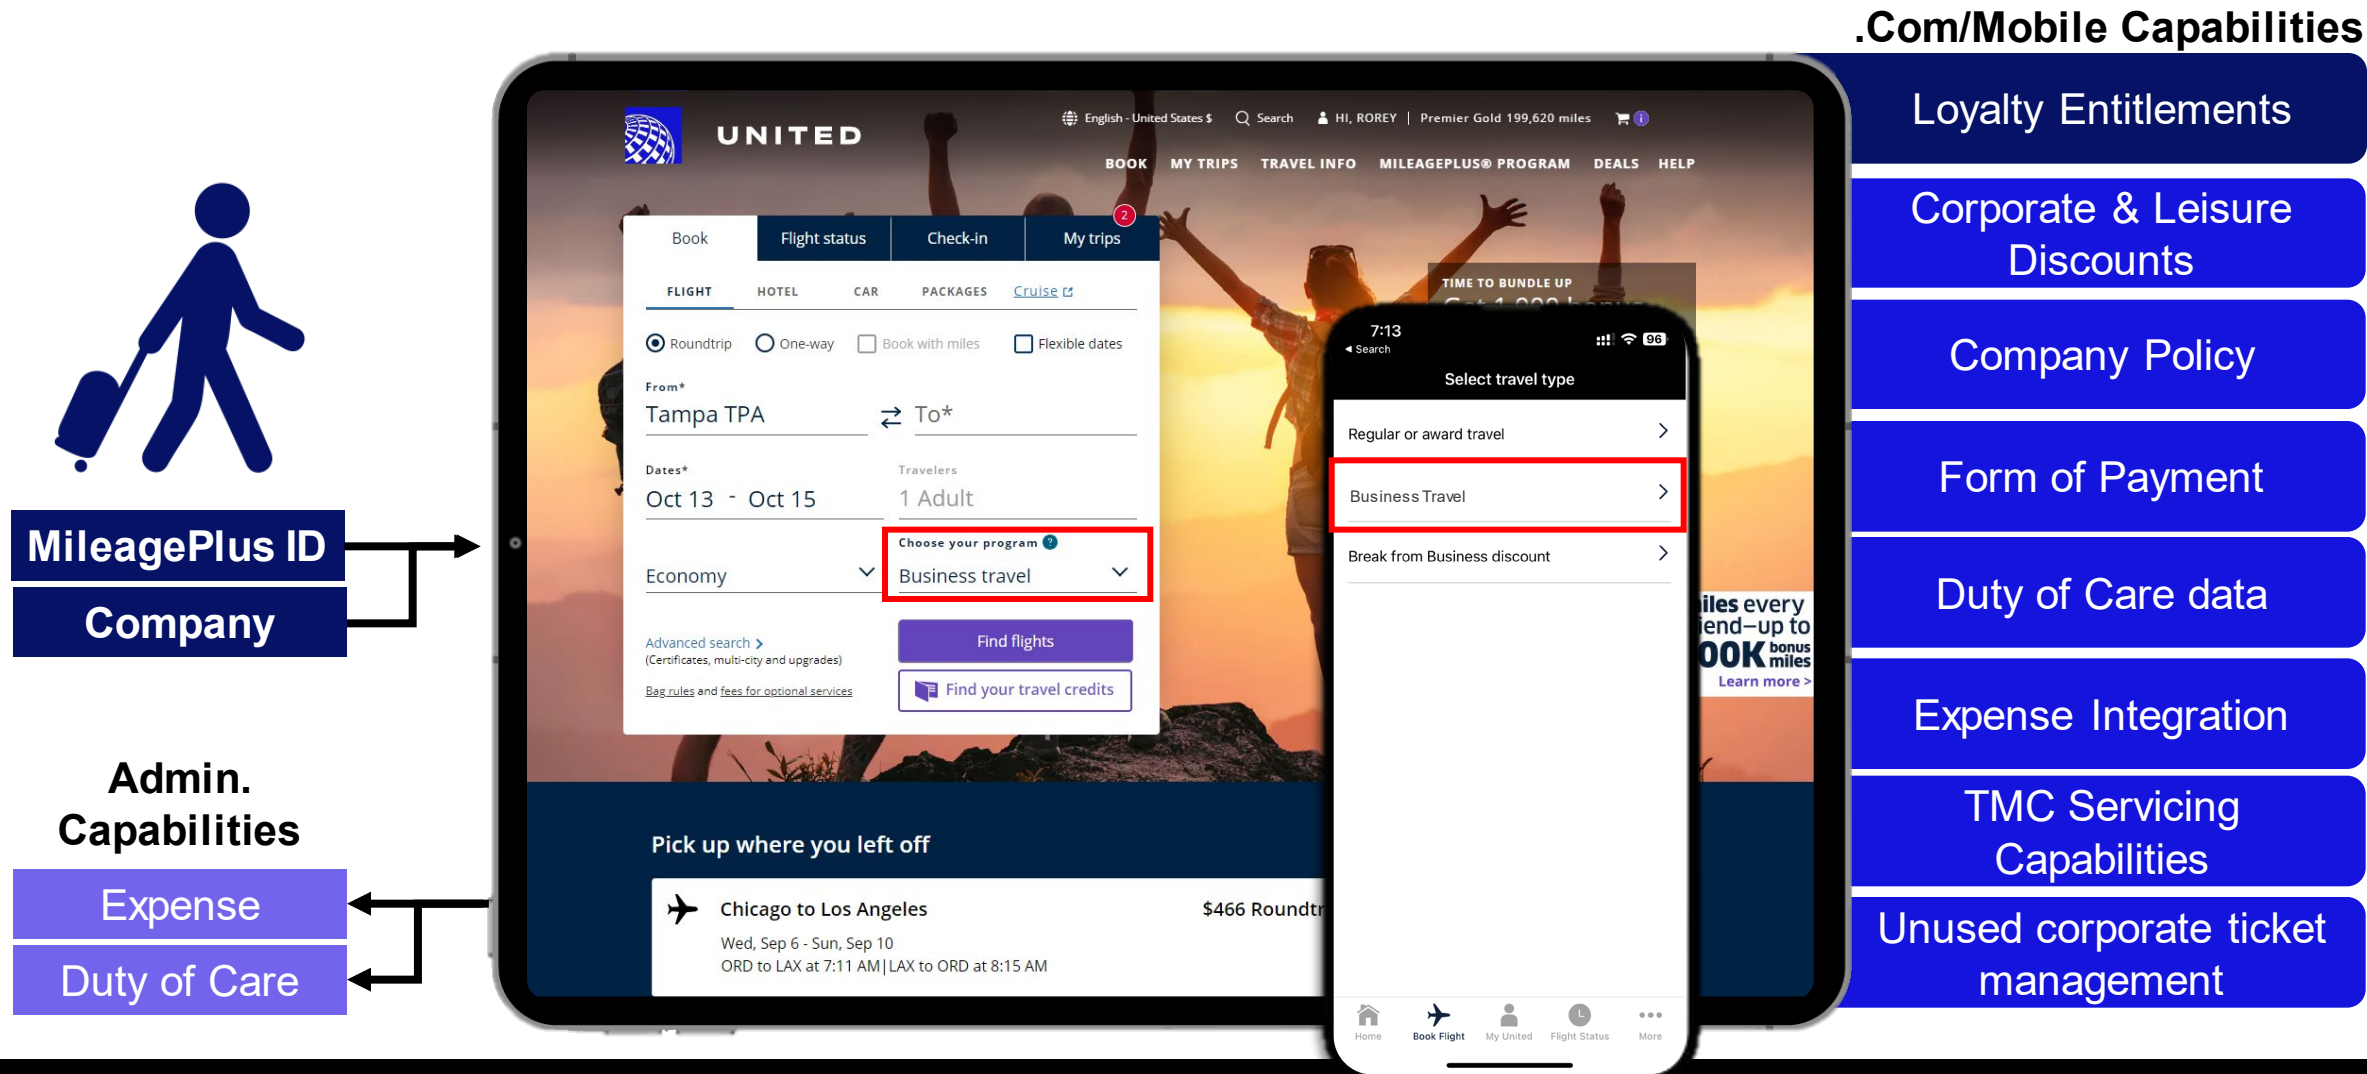 .Com/Mobile Capabilities
Loyalty Entitlements
Corporate & Leisure
Discounts
Company Policy
Form of Payment
Duty of Care data
Expense Integration
TMC Servicing
Capabilities
Unused corporate ticket
management
MileagePlus ID
Company
Admin.
Capabilities
Expense
Duty of Care
UNITED
English - United States $ Search HI, ROREY | Premier Gold 199,620 miles
BOOK MY TRIPS TRAVEL INFO MILEAGEPLUS® PROGRAM DEALS HELP
Book Flight status Check-in My trips 2
FLIGHT HOTEL CAR PACKAGES Cruise
Roundtrip One-way Book with miles Flexible dates
From*
Tampa TPA To*
Dates* Travelers
Oct 13 - Oct 15 1 Adult
Choose your program ?
Economy Business travel
Advanced search >
(Certificates, multi-city and upgrades)
Find flights
Bag rules and fees for optional services
Find your travel credits
TIME TO BUNDLE UP
every
up to
bonus
miles
Learn more >
Pick up where you left off
Chicago to Los Angeles $466
Wed, Sep 6 - Sun, Sep 10
ORD to LAX at 7:11 AM|LAX to ORD at 8:15 AM
7:13 96
◄ Search
Select travel type
Regular or award travel
Business Travel
Break from Business discount
Home Book Flight My United Flight Status More